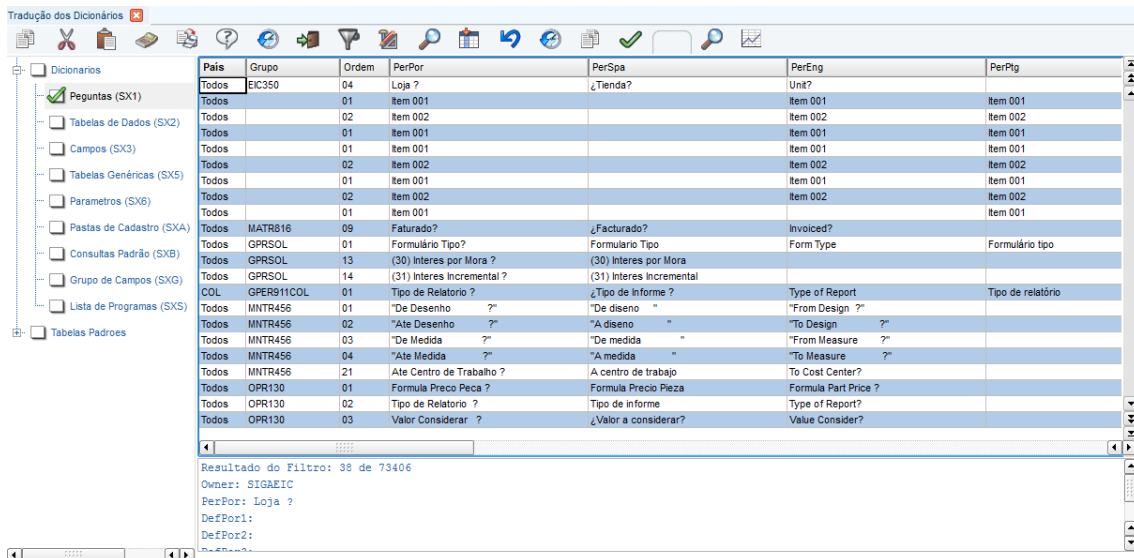 Tradução dos Dicionários
Dicionarios
Peguntas (SX1)
Tabelas de Dados (SX2)
Campos (SX3)
Tabelas Genéricas (SX5)
Parametros (SX6)
Pastas de Cadastro (SXA)
Consultas Padrão (SXB)
Grupo de Campos (SXG)
Lista de Programas (SXS)
Tabelas Padroes
País Grupo Ordem PerPor PerSpa PerEng PerPtg
Todos EIC350 04 Loja ? ¿Tienda? Unit?
Todos 01 Item 001 Item 001 Item 001
Todos 02 Item 002 Item 002 Item 002
Todos 01 Item 001 Item 001 Item 001
Todos 01 Item 001 Item 001 Item 001
Todos 02 Item 002 Item 002 Item 002
Todos 01 Item 001 Item 001 Item 001
Todos 02 Item 002 Item 002 Item 002
Todos 01 Item 001 Item 001
Todos MATR816 09 Faturado? ¿Facturado? Invoiced?
Todos GPRSOL 01 Formulário Tipo? Formulario Tipo Form Type Formulário tipo
Todos GPRSOL 13 (30) Interes por Mora ? (30) Interes por Mora
Todos GPRSOL 14 (31) Interes Incremental ? (31) Interes Incremental
COL GPER911COL 01 Tipo de Relatorio ? ¿Tipo de Informe ? Type of Report Tipo de relatório
Todos MNTR456 01 "De Desenho ?" "De diseno " "From Design ?"
Todos MNTR456 02 "Ate Desenho ?" "A diseno " "To Design ?"
Todos MNTR456 03 "De Medida ?" "De medida " "From Measure ?"
Todos MNTR456 04 "Ate Medida ?" "A medida " "To Measure ?"
Todos MNTR456 21 Ate Centro de Trabalho ? A centro de trabajo To Cost Center?
Todos OPR130 01 Formula Preco Peca ? Formula Precio Pieza Formula Part Price ?
Todos OPR130 02 Tipo de Relatorio ? Tipo de informe Type of Report?
Todos OPR130 03 Valor Considerar ? ¿Valor a considerar? Value Consider?
Resultado do Filtro: 38 de 73406
Owner: SIGAEIC
PerPor: Loja ?
DefPor1:
DefPor2: